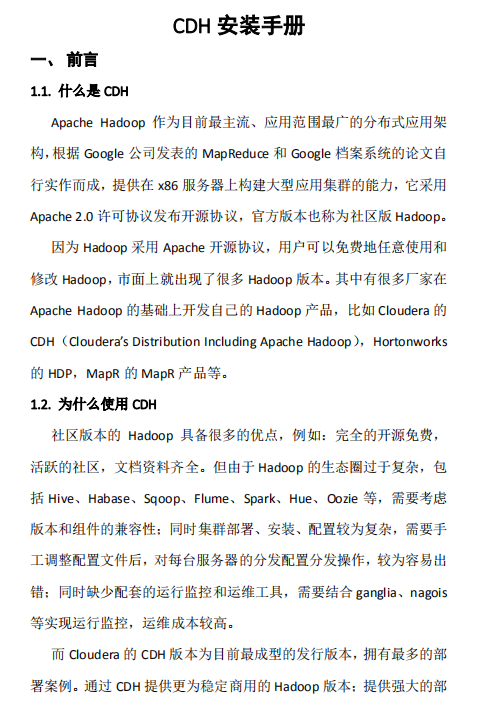 CDH 安装手册
一、 前言
1.1. 什么是 CDH
Apache Hadoop 作为目前最主流、应用范围最广的分布式应用架
构，根据 Google 公司发表的 MapReduce 和 Google 档案系统的论文自
行实作而成，提供在 x86 服务器上构建大型应用集群的能力，它采用
Apache 2.0 许可协议发布开源协议，官方版本也称为社区版 Hadoop。
因为 Hadoop 采用 Apache 开源协议，用户可以免费地任意使用和
修改 Hadoop，市面上就出现了很多 Hadoop 版本。其中有很多厂家在
Apache Hadoop 的基础上开发自己的 Hadoop 产品，比如 Cloudera 的
CDH（Cloudera’s Distribution Including Apache Hadoop），Hortonworks
的 HDP，MapR 的 MapR 产品等。
1.2. 为什么使用 CDH
社区版本的 Hadoop 具备很多的优点，例如：完全的开源免费，
活跃的社区，文档资料齐全。但由于 Hadoop 的生态圈过于复杂，包
括 Hive、Habase、Sqoop、Flume、Spark、Hue、Oozie 等，需要考虑
版本和组件的兼容性；同时集群部署、安装、配置较为复杂，需要手
工调整配置文件后，对每台服务器的分发配置分发操作，较为容易出
错；同时缺少配套的运行监控和运维工具，需要结合 ganglia、nagois
等实现运行监控，运维成本较高。
而 Cloudera 的 CDH 版本为目前最成型的发行版本，拥有最多的部
署案例。通过 CDH 提供更为稳定商用的 Hadoop 版本；提供强大的部